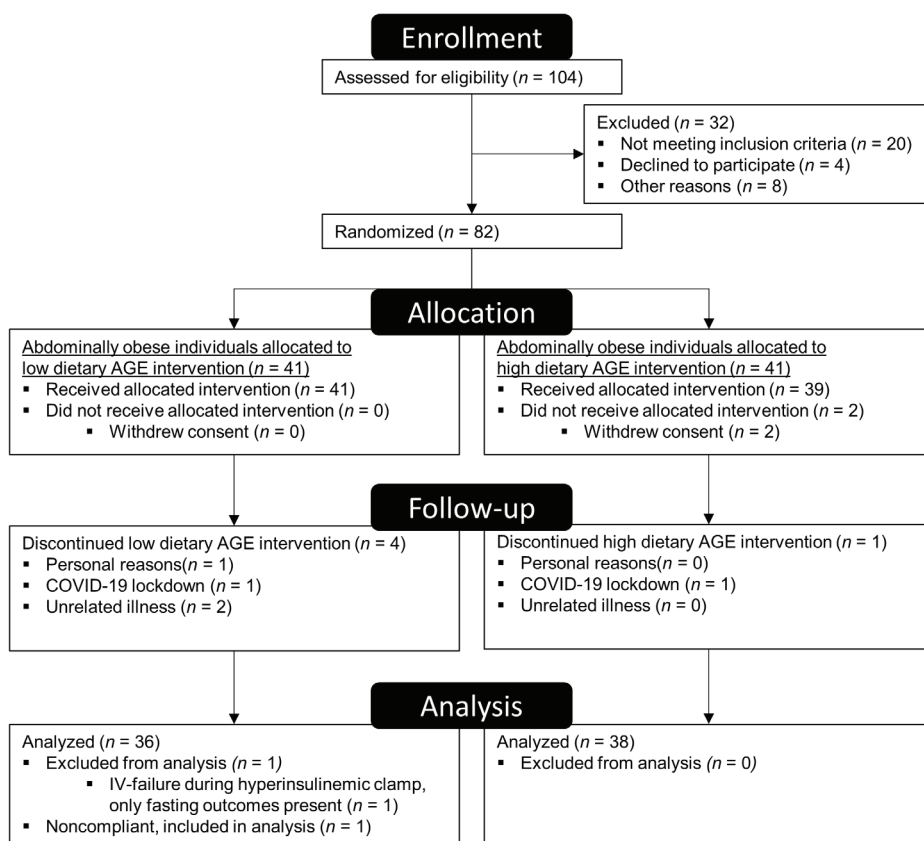 Enrollment
Assessed for eligibility (n = 104)
Excluded (n = 32)
▪ Not meeting inclusion criteria (n = 20)
▪ Declined to participate (n = 4)
▪ Other reasons (n = 8)
Randomized (n = 82)
Allocation
Abdominally obese individuals allocated to
low dietary AGE intervention (n = 41)
▪ Received allocated intervention (n = 41)
▪ Did not receive allocated intervention (n = 0)
▪ Withdrew consent (n = 0)
Abdominally obese individuals allocated to
high dietary AGE intervention (n = 41)
▪ Received allocated intervention (n = 39)
▪ Did not receive allocated intervention (n = 2)
▪ Withdrew consent (n = 2)
Follow-up
Discontinued low dietary AGE intervention (n = 4)
▪ Personal reasons(n = 1)
▪ COVID-19 lockdown (n = 1)
▪ Unrelated illness (n = 2)
Discontinued high dietary AGE intervention (n = 1)
▪ Personal reasons(n = 0)
▪ COVID-19 lockdown (n = 1)
▪ Unrelated illness (n = 0)
Analysis
Analyzed (n = 36)
▪ Excluded from analysis (n = 1)
▪ IV-failure during hyperinsulinemic clamp,
only fasting outcomes present (n = 1)
▪ Noncompliant, included in analysis (n = 1)
Analyzed (n = 38)
▪ Excluded from analysis (n = 0)